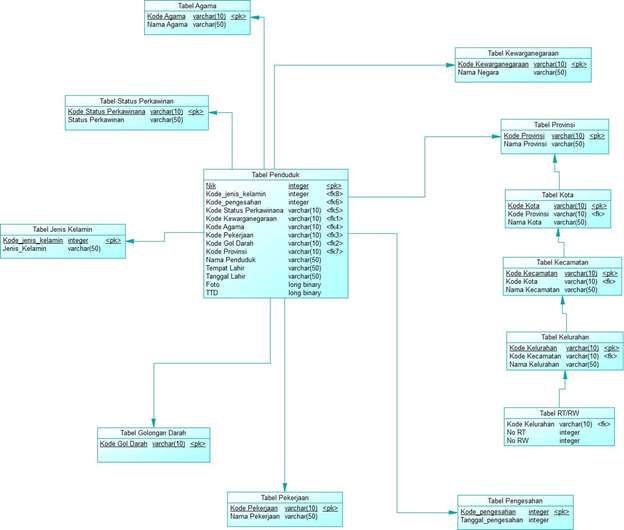 Tabel Agama
Kode Agama varchar(10) <pk>
Nama Agama varchar(50)
Tabel Kewarganegaraan
Kode Kewarganegaraan varchar(10) <pk>
Nama Negara varchar(50)
Tabel Status Perkawinan
Kode Status Perkawinana varchar(10) <pk>
Status Perkawinan varchar(50)
Tabel Provinsi
Kode Provinsi varchar(10) <pk>
Nama Provinsi varchar(50)
Tabel Penduduk
Nik integer <pk>
Kode_jenis_kelamin integer <fk8>
Kode_pengesahan integer <fk6>
Kode Status Perkawinana varchar(10) <fk5>
Kode Kewarganegaraan varchar(10) <fk1>
Kode Agama varchar(10) <fk4>
Kode Pekerjaan varchar(10) <fk3>
Kode Gol Darah varchar(10) <fk2>
Kode Provinsi varchar(10) <fk7>
Nama Penduduk varchar(50)
Tempat Lahir varchar(50)
Tanggal Lahir varchar(50)
Foto long binary
TTD long binary
Tabel Kota
Kode Kota varchar(10) <pk>
Kode Provinsi varchar(10) <fk>
Nama Kota varchar(50)
Tabel Jenis Kelamin
Kode_jenis_kelamin integer <pk>
Jenis_Kelamin varchar(50)
Tabel Kecamatan
Kode Kecamatan varchar(10) <pk>
Kode Kota varchar(10) <fk>
Nama Kecamatan varchar(50)
Tabel Kelurahan
Kode Kelurahan varchar(10) <pk>
Kode Kecamatan varchar(10) <fk>
Nama Kelurahan varchar(50)
Tabel RT/RW
Kode Kelurahan varchar(10) <fk>
No RT integer
No RW integer
Tabel Golongan Darah
Kode Gol Darah varchar(10) <pk>
Tabel Pekerjaan
Kode Pekerjaan varchar(10) <pk>
Nama Pekerjaan varchar(50)
Tabel Pengesahan
Kode_pengesahan integer <pk>
Tanggal_pengesahan integer